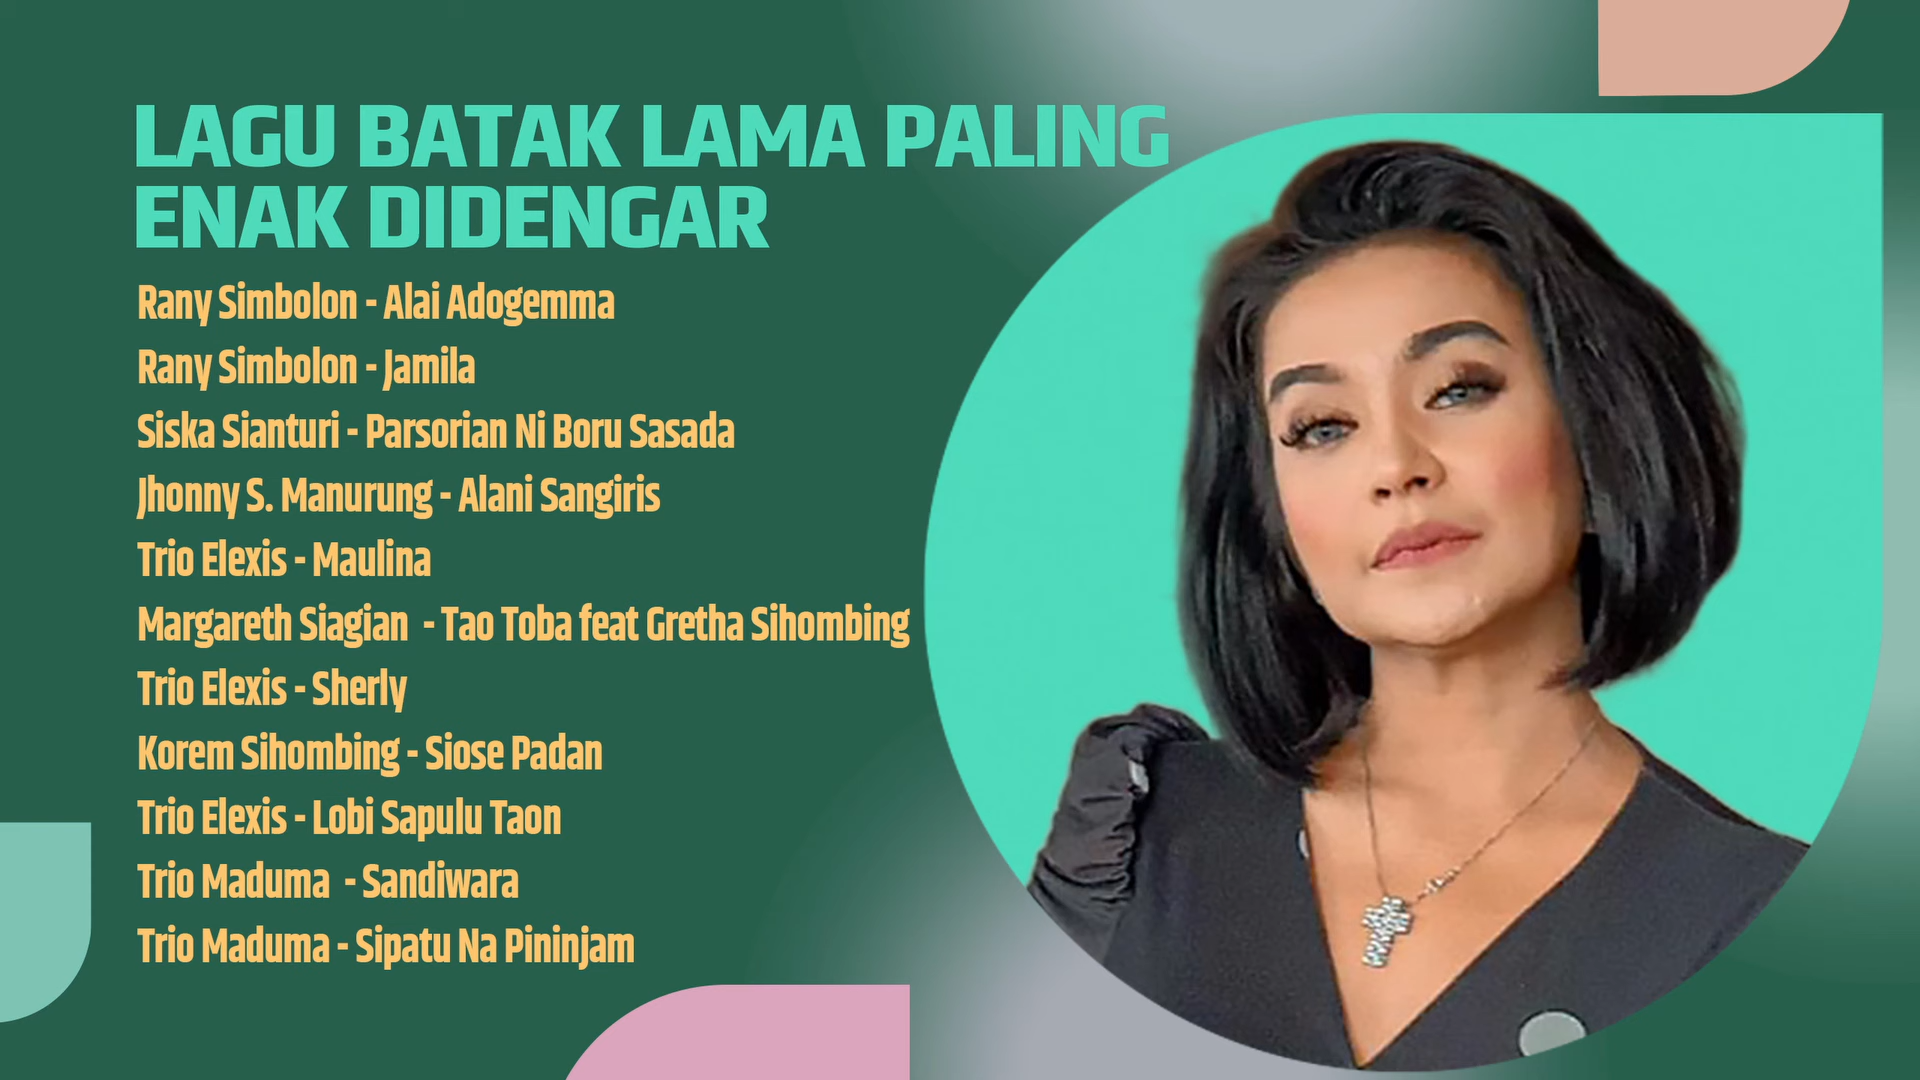 LAGU BATAK LAMA PALING
ENAK DIDENGAR
Rany Simbolon - Alai Adogemma
Rany Simbolon - Jamila
Siska Sianturi - Parsorian Ni Boru Sasada
Jhonny S. Manurung - Alani Sangiris
Trio Elexis - Maulina
Margareth Siagian - Tao Toba feat Gretha Sihombing
Trio Elexis - Sherly
Korem Sihombing - Siose Padan
Trio Elexis - Lobi Sapulu Taon
Trio Maduma - Sandiwara
Trio Maduma - Sipatu Na Pininjam